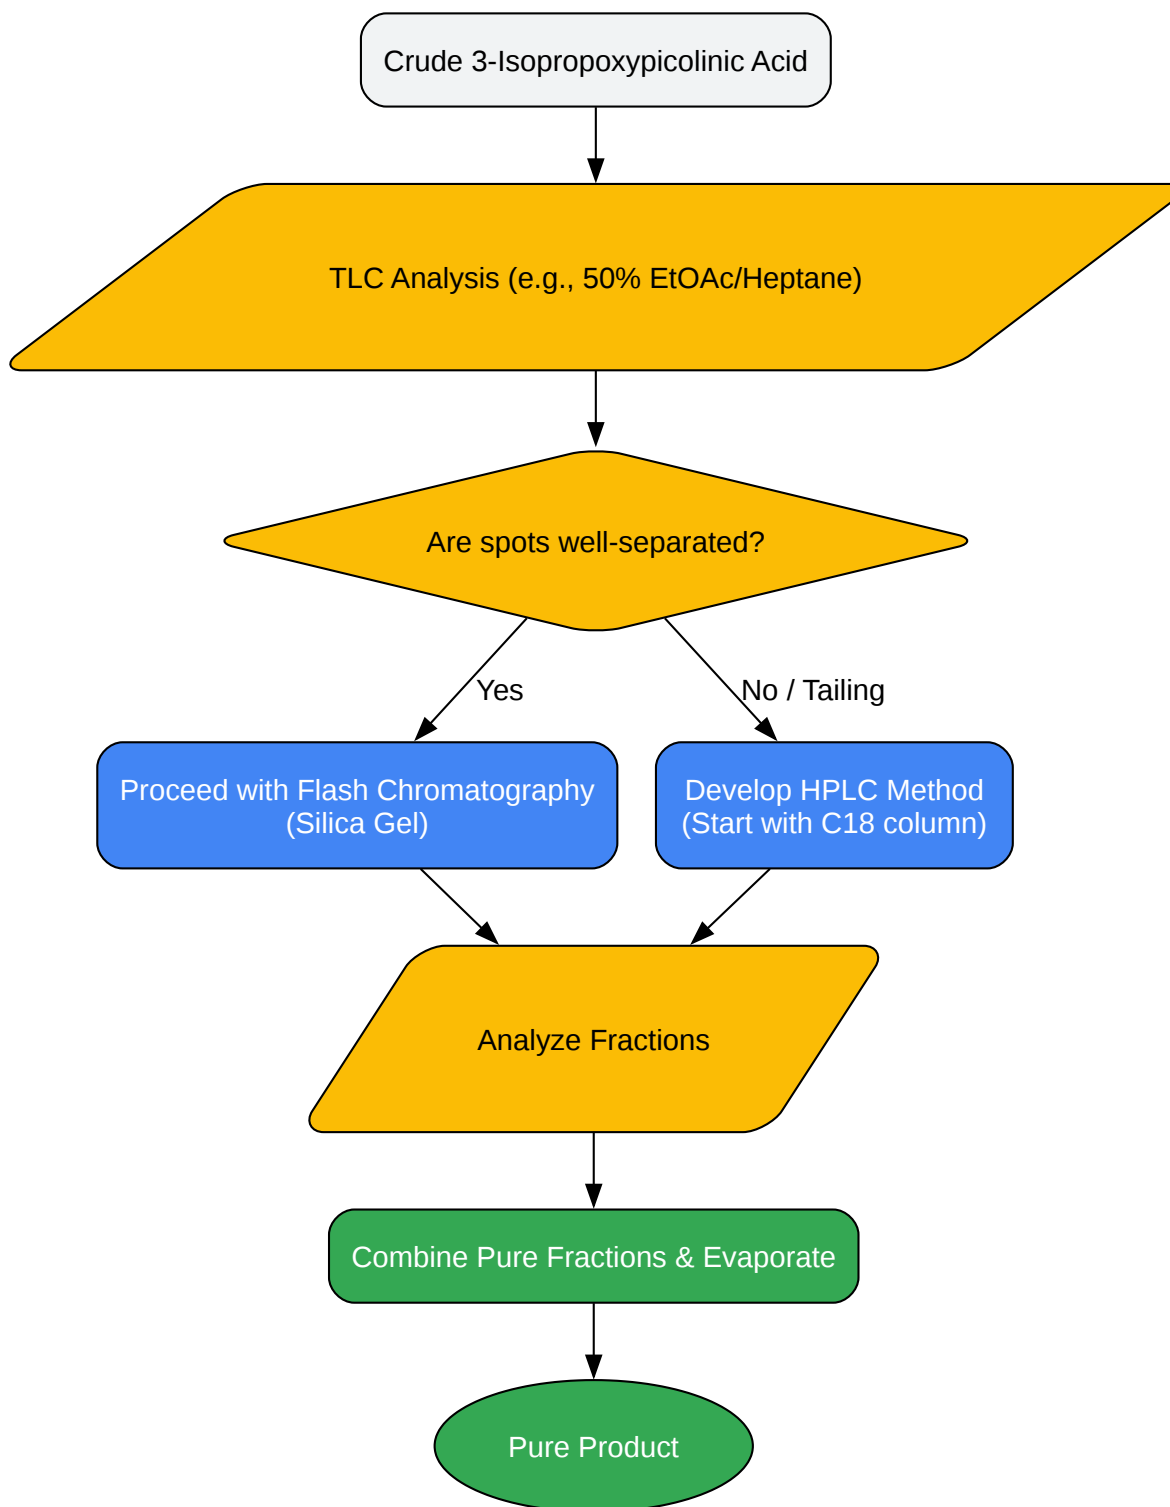 Crude 3-Isopropoxypicolinic Acid
TLC Analysis (e.g., 50% EtOAc/Heptane)
Are spots well-separated?
Yes
No / Tailing
Proceed with Flash Chromatography
(Silica Gel)
Develop HPLC Method
(Start with C18 column)
Analyze Fractions
Combine Pure Fractions & Evaporate
Pure Product